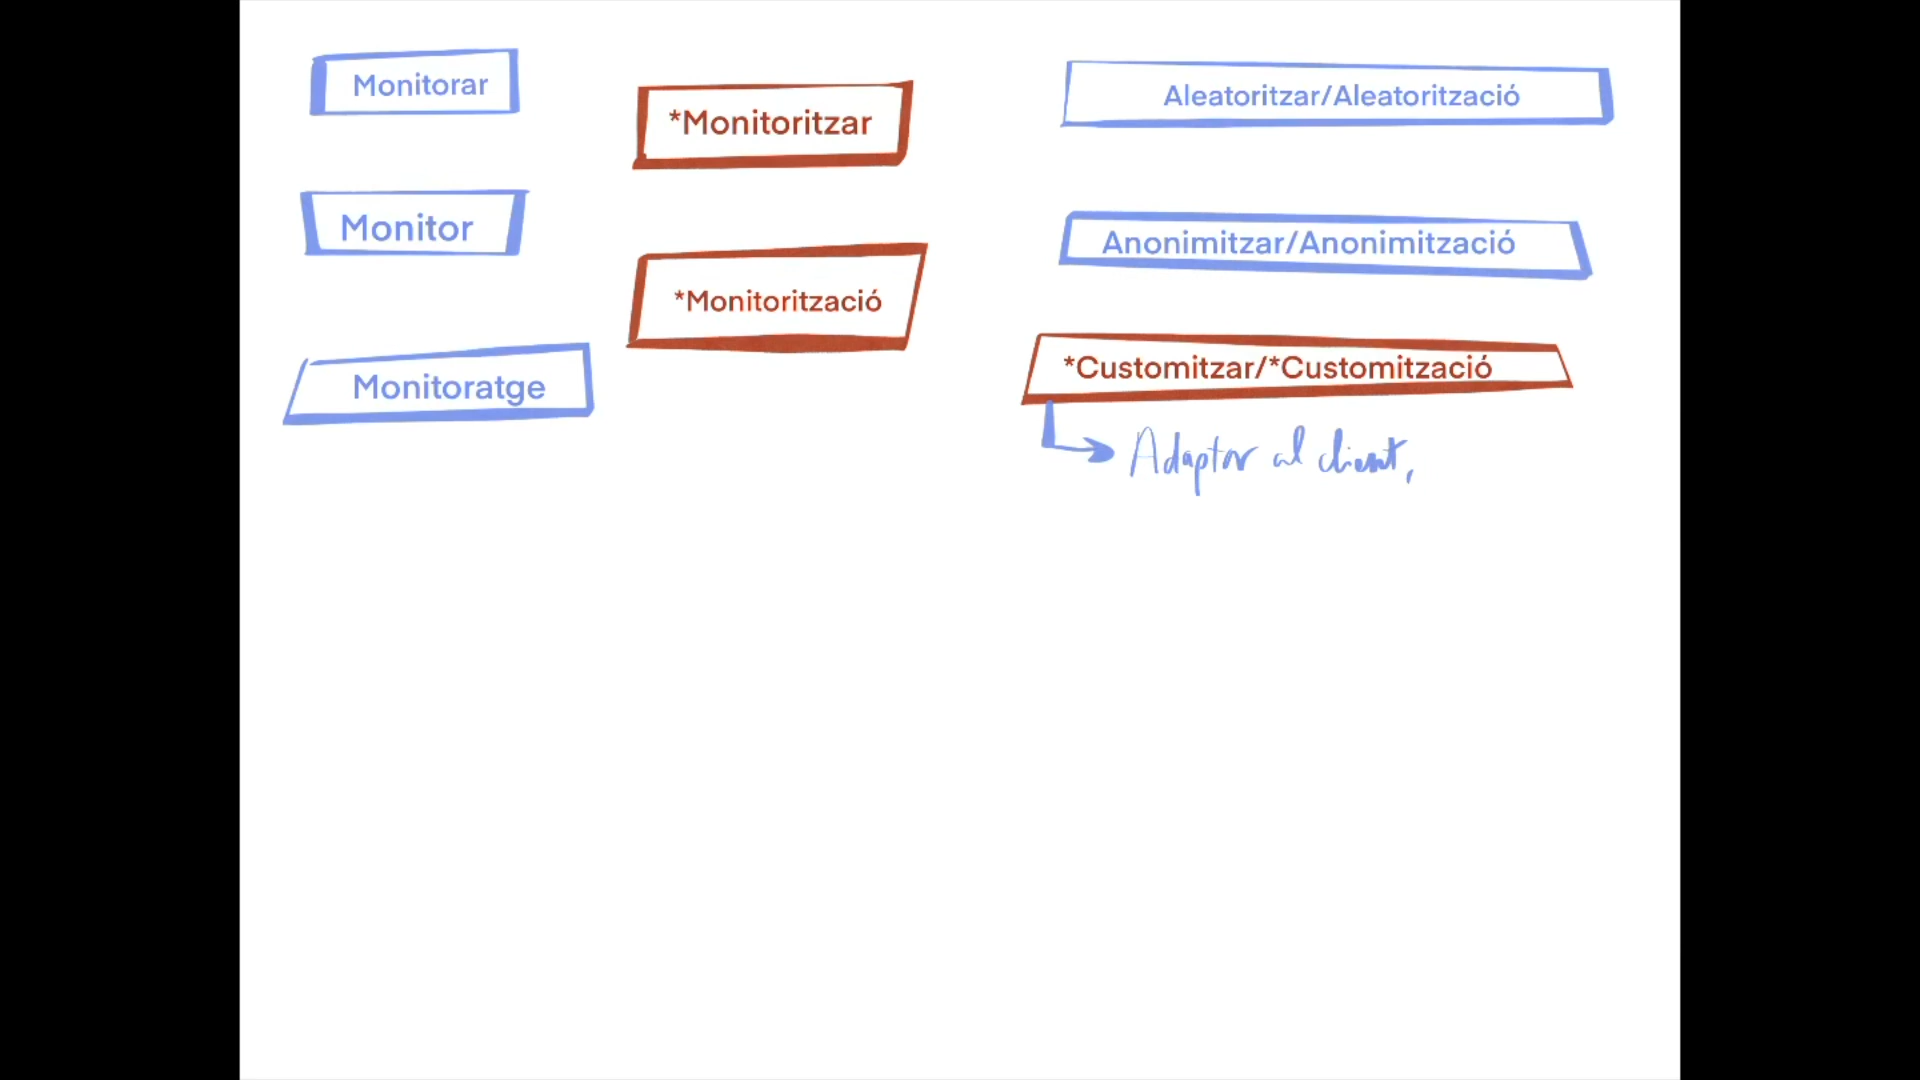 Monitorar
Monitor
Monitoratge
*Monitoritzar
*Monitorització
Aleatoritzar/Aleatorització
Anonimitzar/Anonimització
*Customitzar/*Customització
Adaptar al client,